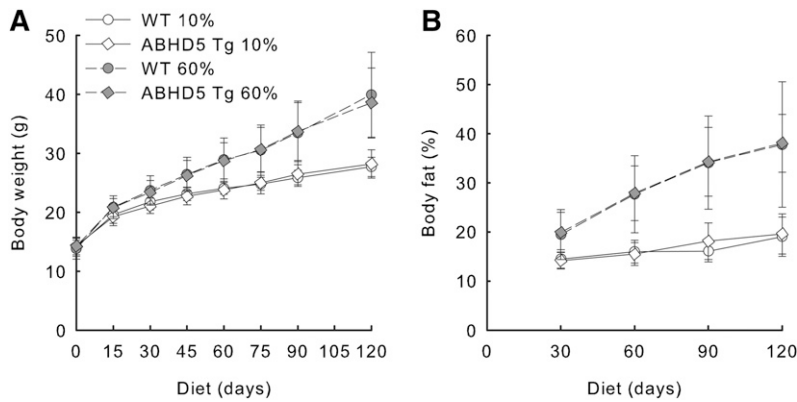 A
WT 10%
ABHD5 Tg 10%
WT 60%
ABHD5 Tg 60%
Body weight (g)
50
40
30
20
10
0
0 15 30 45 60 75 90 105 120
Diet (days)
B
Body fat (%)
60
50
40
30
20
10
0
0 30 60 90 120
Diet (days)